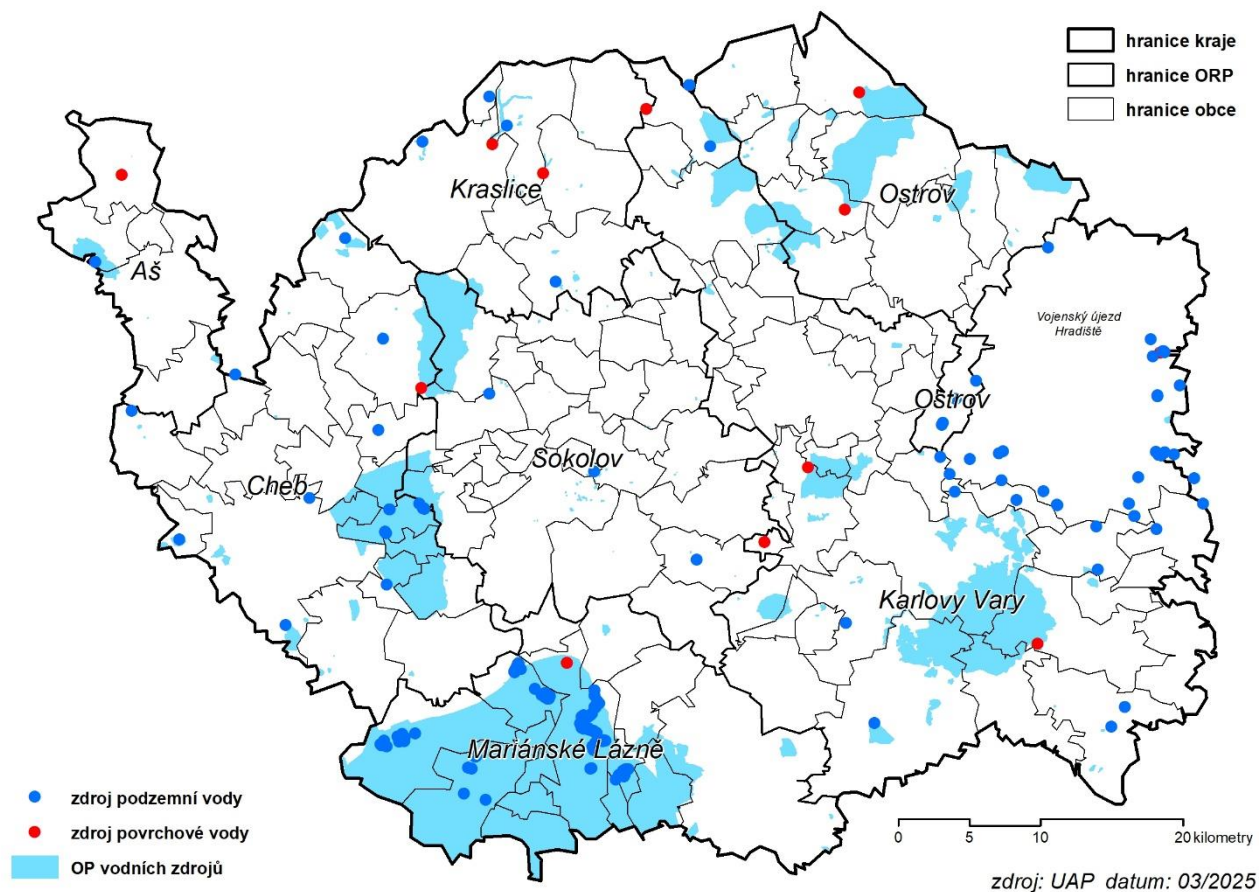 hranice kraje
hranice ORP
hranice obce
Kraslice
Ostrov
Aš
Vojenský újezd
Hradiště
Ostrov
Sokolov
Cheb
Karlovy Vary
Mariánské Lázně
zdroj podzemní vody
zdroj povrchové vody
OP vodních zdrojů
0 5 10 20 kilometry
zdroj: UAP datum: 03/2025